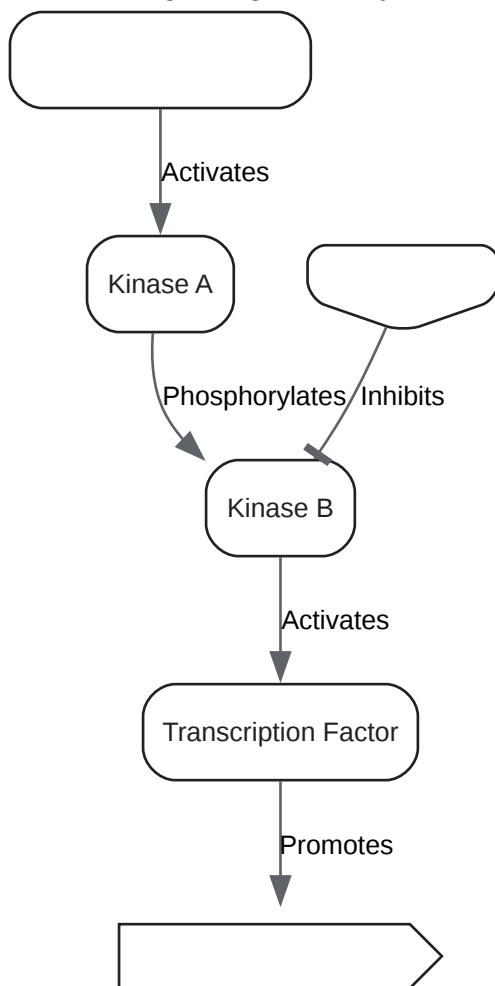 Activates
Kinase A
Phosphorylates
Inhibits
Kinase B
Activates
Transcription Factor
Promotes